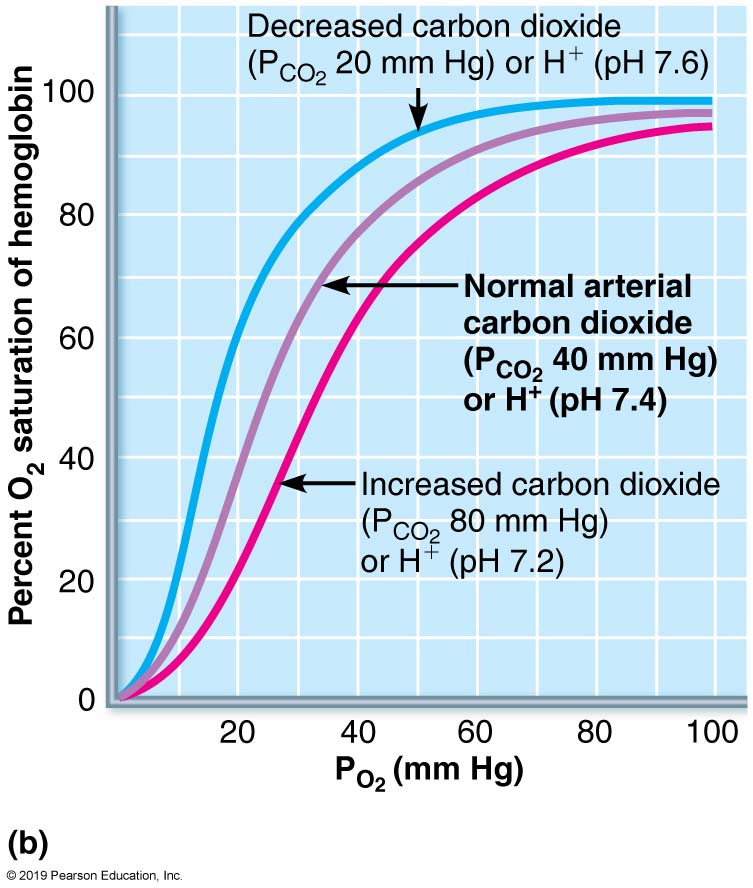 Decreased carbon dioxide
(PCO₂ 20 mm Hg) or H⁺ (pH 7.6)
Percent O₂ saturation of hemoglobin
100
80
60
40
20
0
Normal arterial
carbon dioxide
(PCO₂ 40 mm Hg)
or H⁺ (pH 7.4)
Increased carbon dioxide
(PCO₂ 80 mm Hg)
or H⁺ (pH 7.2)
20 40 60 80 100
PO₂ (mm Hg)
(b)
© 2019 Pearson Education, Inc.